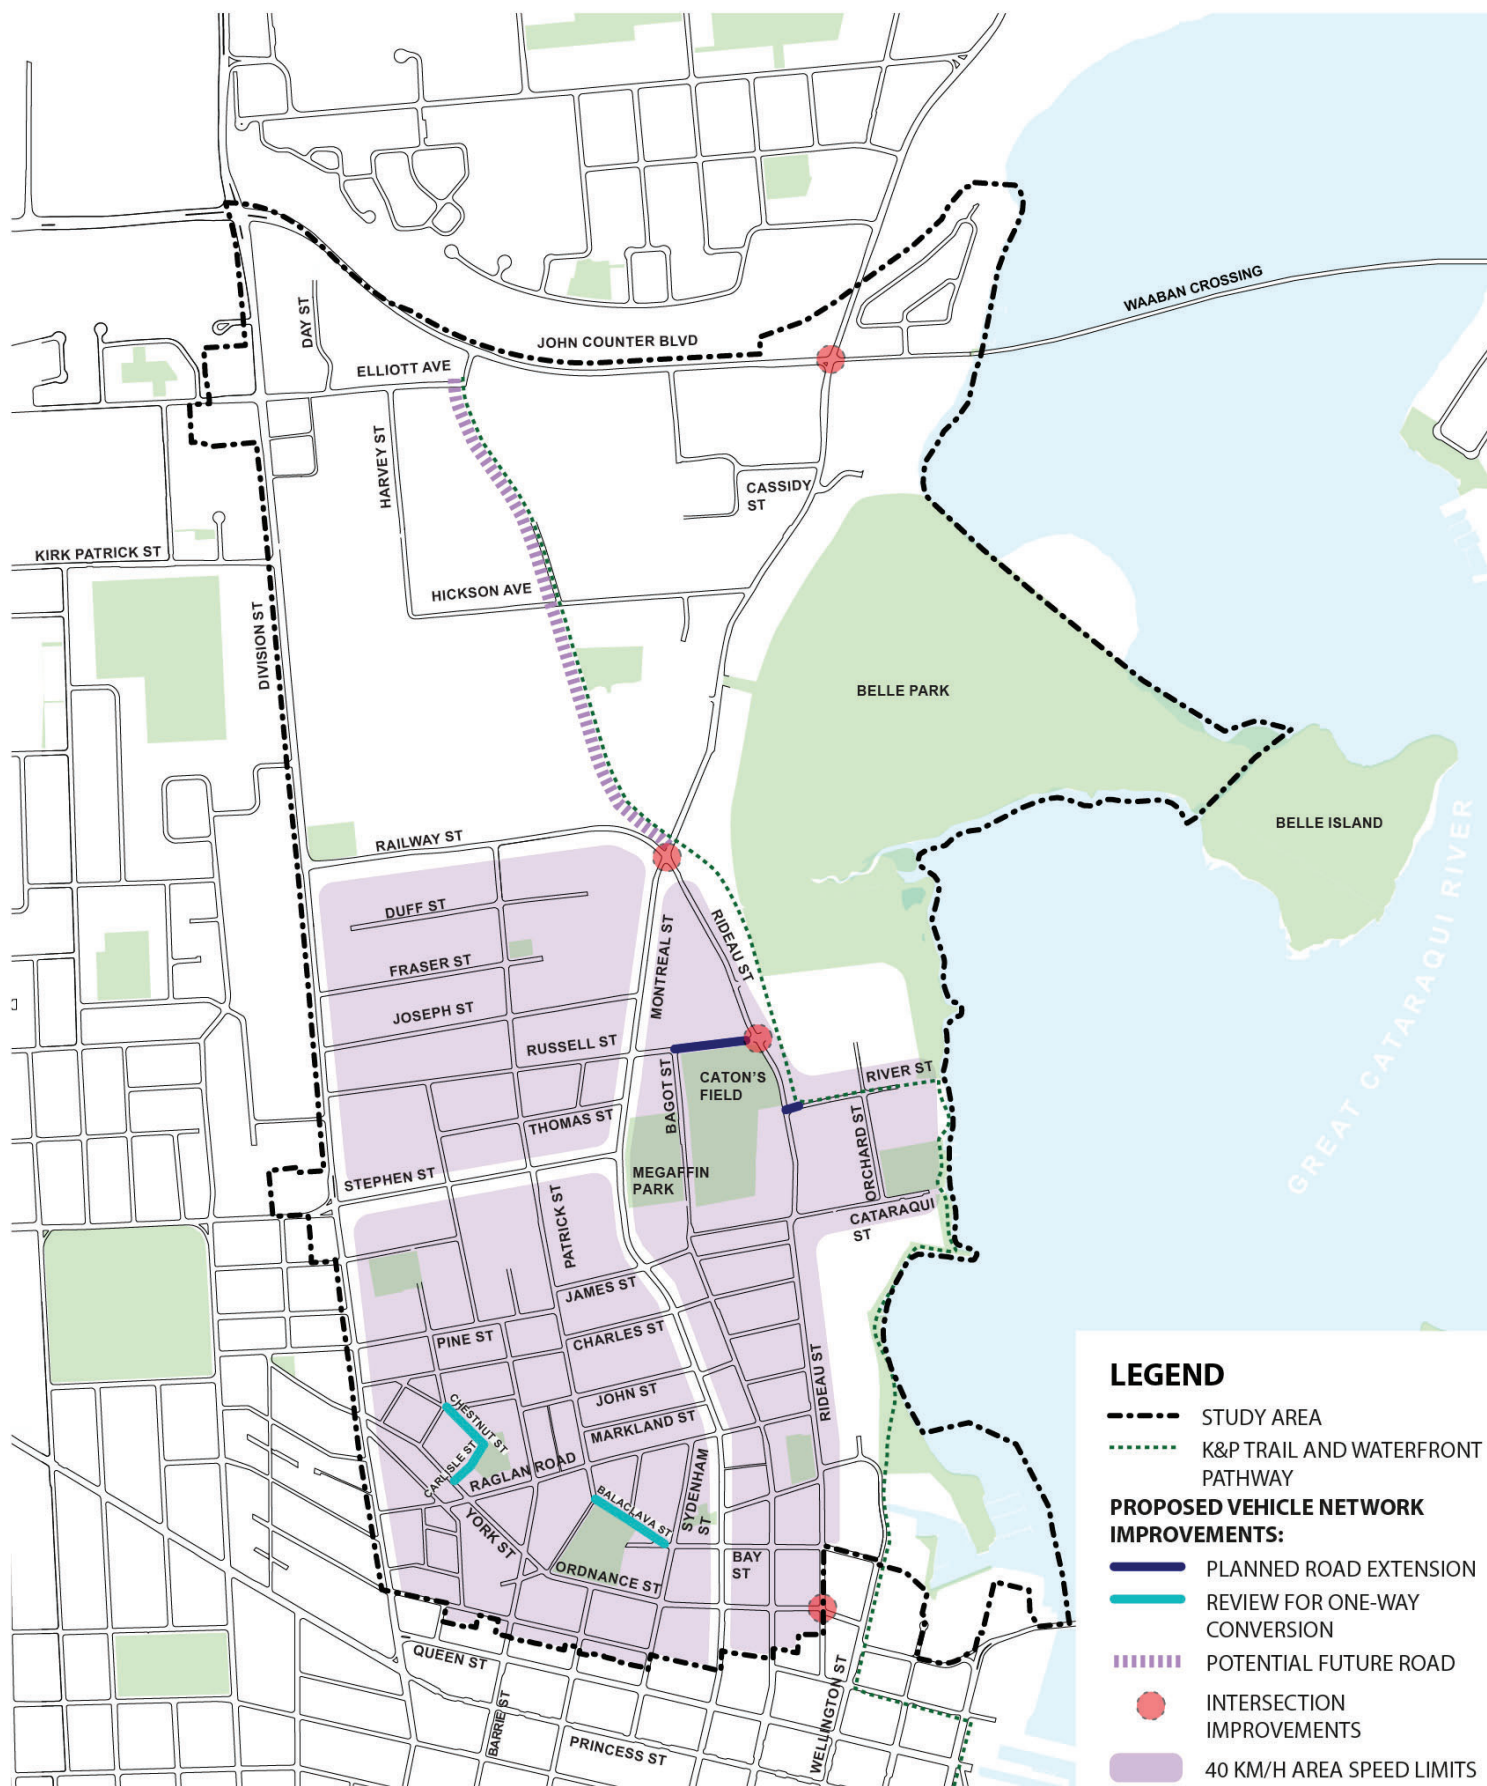 WAABAN CROSSING
DAY ST
JOHN COUNTER BLVD
ELLIOTT AVE
HARVEY ST
CASSIDY
ST
KIRK PATRICK ST
HICKSON AVE
DIVISION ST
BELLE PARK
BELLE ISLAND
RAILWAY ST
GREAT CATARAQUI RIVER
DUFF ST
RIDEAU ST
MONTREAL ST
FRASER ST
JOSEPH ST
RUSSELL ST
BAGOT ST
CATON'S
FIELD
RIVER ST
THOMAS ST
ORCHARD ST
STEPHEN ST
MEGAFFIN
PARK
PATRICK ST
CATARAQUI
ST
JAMES ST
PINE ST
CHARLES ST
RIDEAU ST
JOHN ST
CHESTNUT ST
MARKLAND ST
CARLISLE ST
RAGLAN ROAD
SYDENHAM
ST
BALACLAVA ST
YORK ST
BAY
ST
ORDNANCE ST
QUEEN ST
BARRIE ST
WELLINGTON ST
PRINCESS ST
LEGEND
STUDY AREA
K&P TRAIL AND WATERFRONT
PATHWAY
PROPOSED VEHICLE NETWORK
IMPROVEMENTS:
PLANNED ROAD EXTENSION
REVIEW FOR ONE-WAY
CONVERSION
POTENTIAL FUTURE ROAD
INTERSECTION
IMPROVEMENTS
40 KM/H AREA SPEED LIMITS